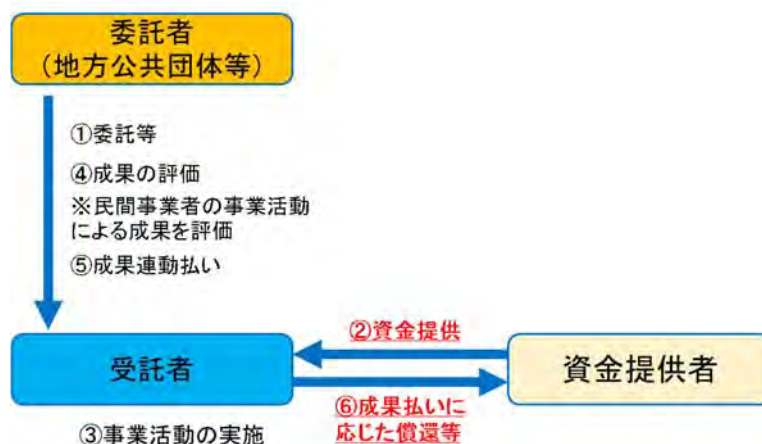 委託者
（地方公共団体等）
①委託等
④成果の評価
※民間事業者の事業活動
による成果を評価
⑤成果連動払い
②資金提供
受託者
資金提供者
⑥成果払いに
応じた償還等
③事業活動の実施